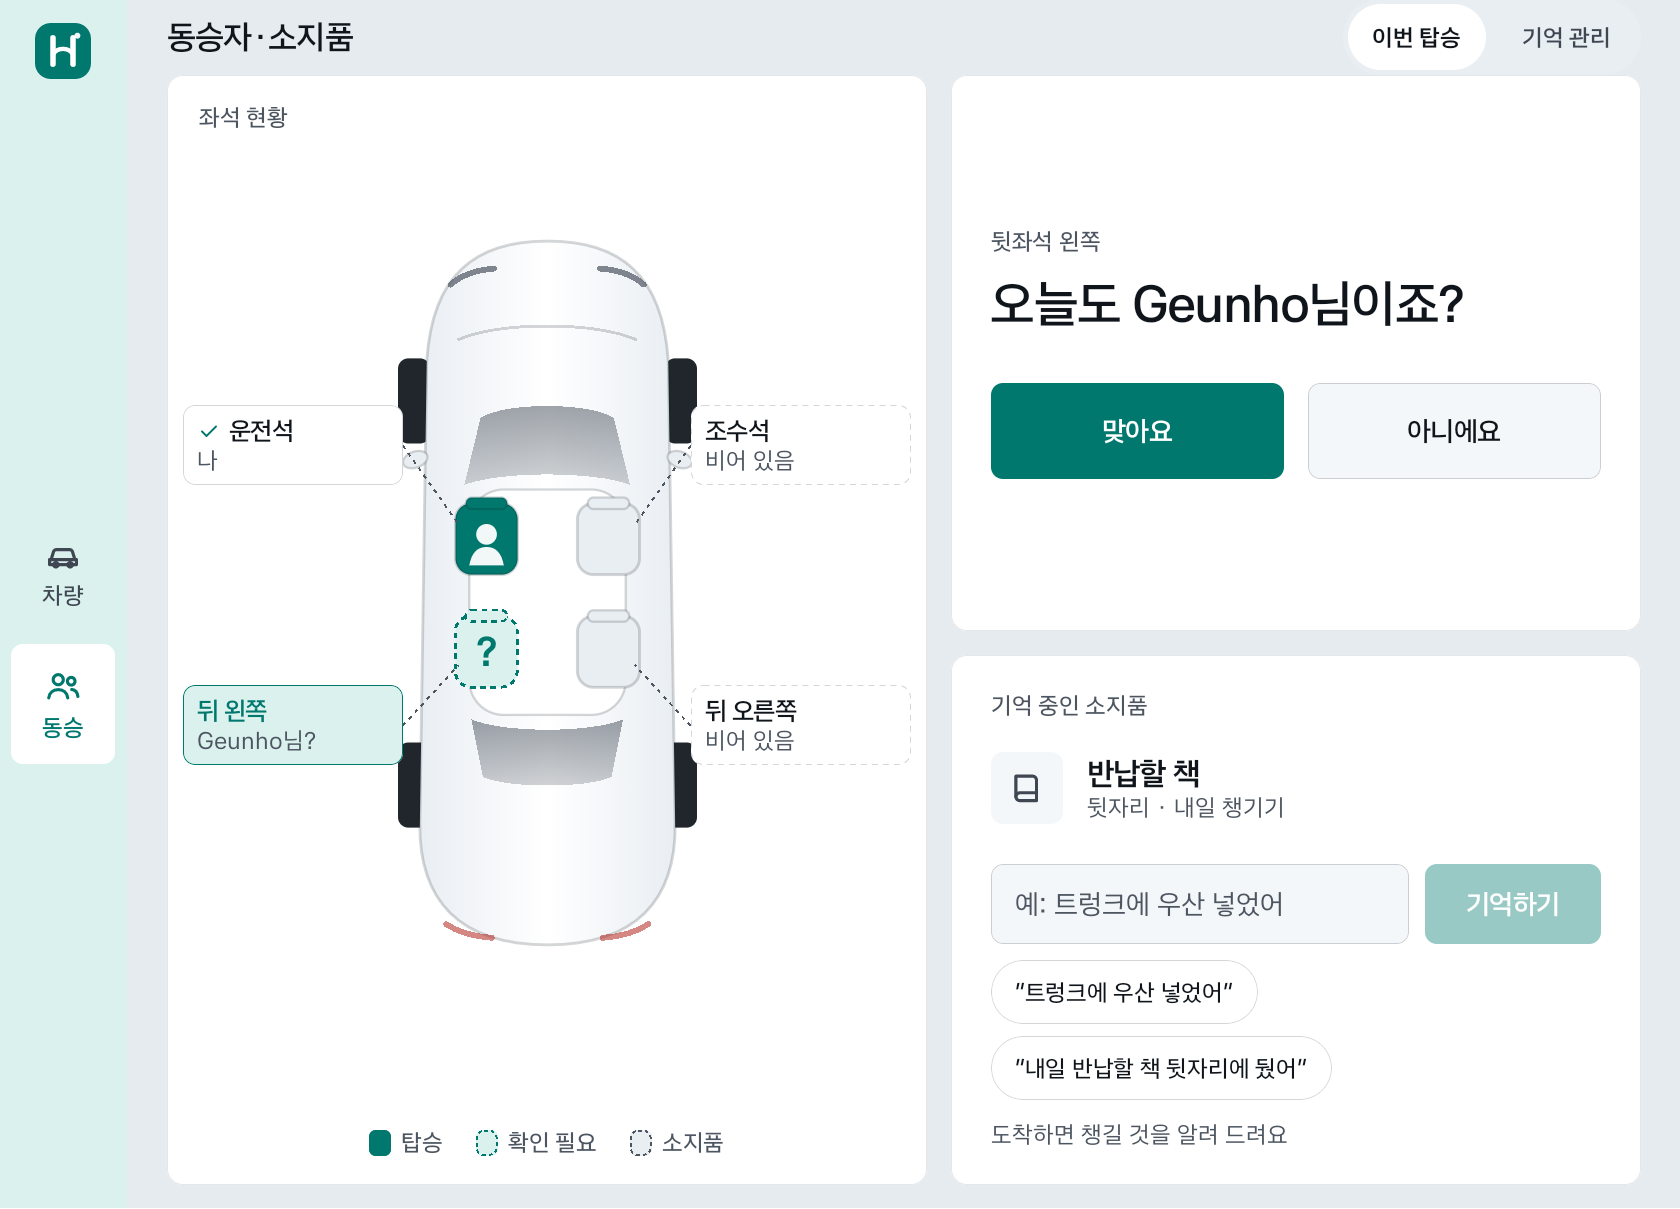 H
동승자·소지품
이번 탑승
기억 관리
좌석 현황
운전석
나
조수석
비어 있음
?
뒤 왼쪽
Geunho님?
뒤 오른쪽
비어 있음
탑승
확인 필요
소지품
차량
동승
뒷좌석 왼쪽
오늘도 Geunho님이죠?
맞아요
아니에요
기억 중인 소지품
반납할 책
뒷자리 · 내일 챙기기
예: 트렁크에 우산 넣었어
기억하기
"트렁크에 우산 넣었어"
"내일 반납할 책 뒷자리에 뒀어"
도착하면 챙길 것을 알려 드려요